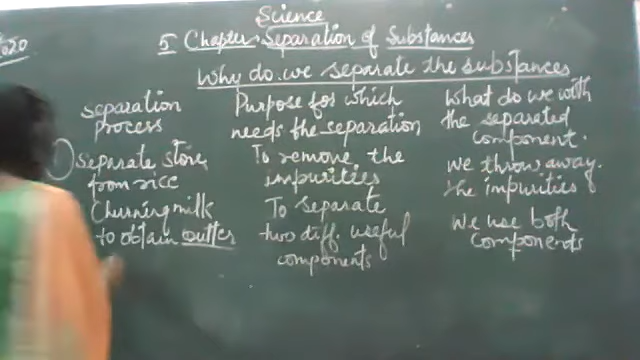 2020
Science
5 Chapter - Separation of Substances
Why do we separate the substances
Separation process
Purpose for which needs the separation
What do we with the separated component.
Separate stone from rice
To remove the impurities
we throw away. the impurities
Churning milk to obtain butter
To separate two diff. useful components
we use both components